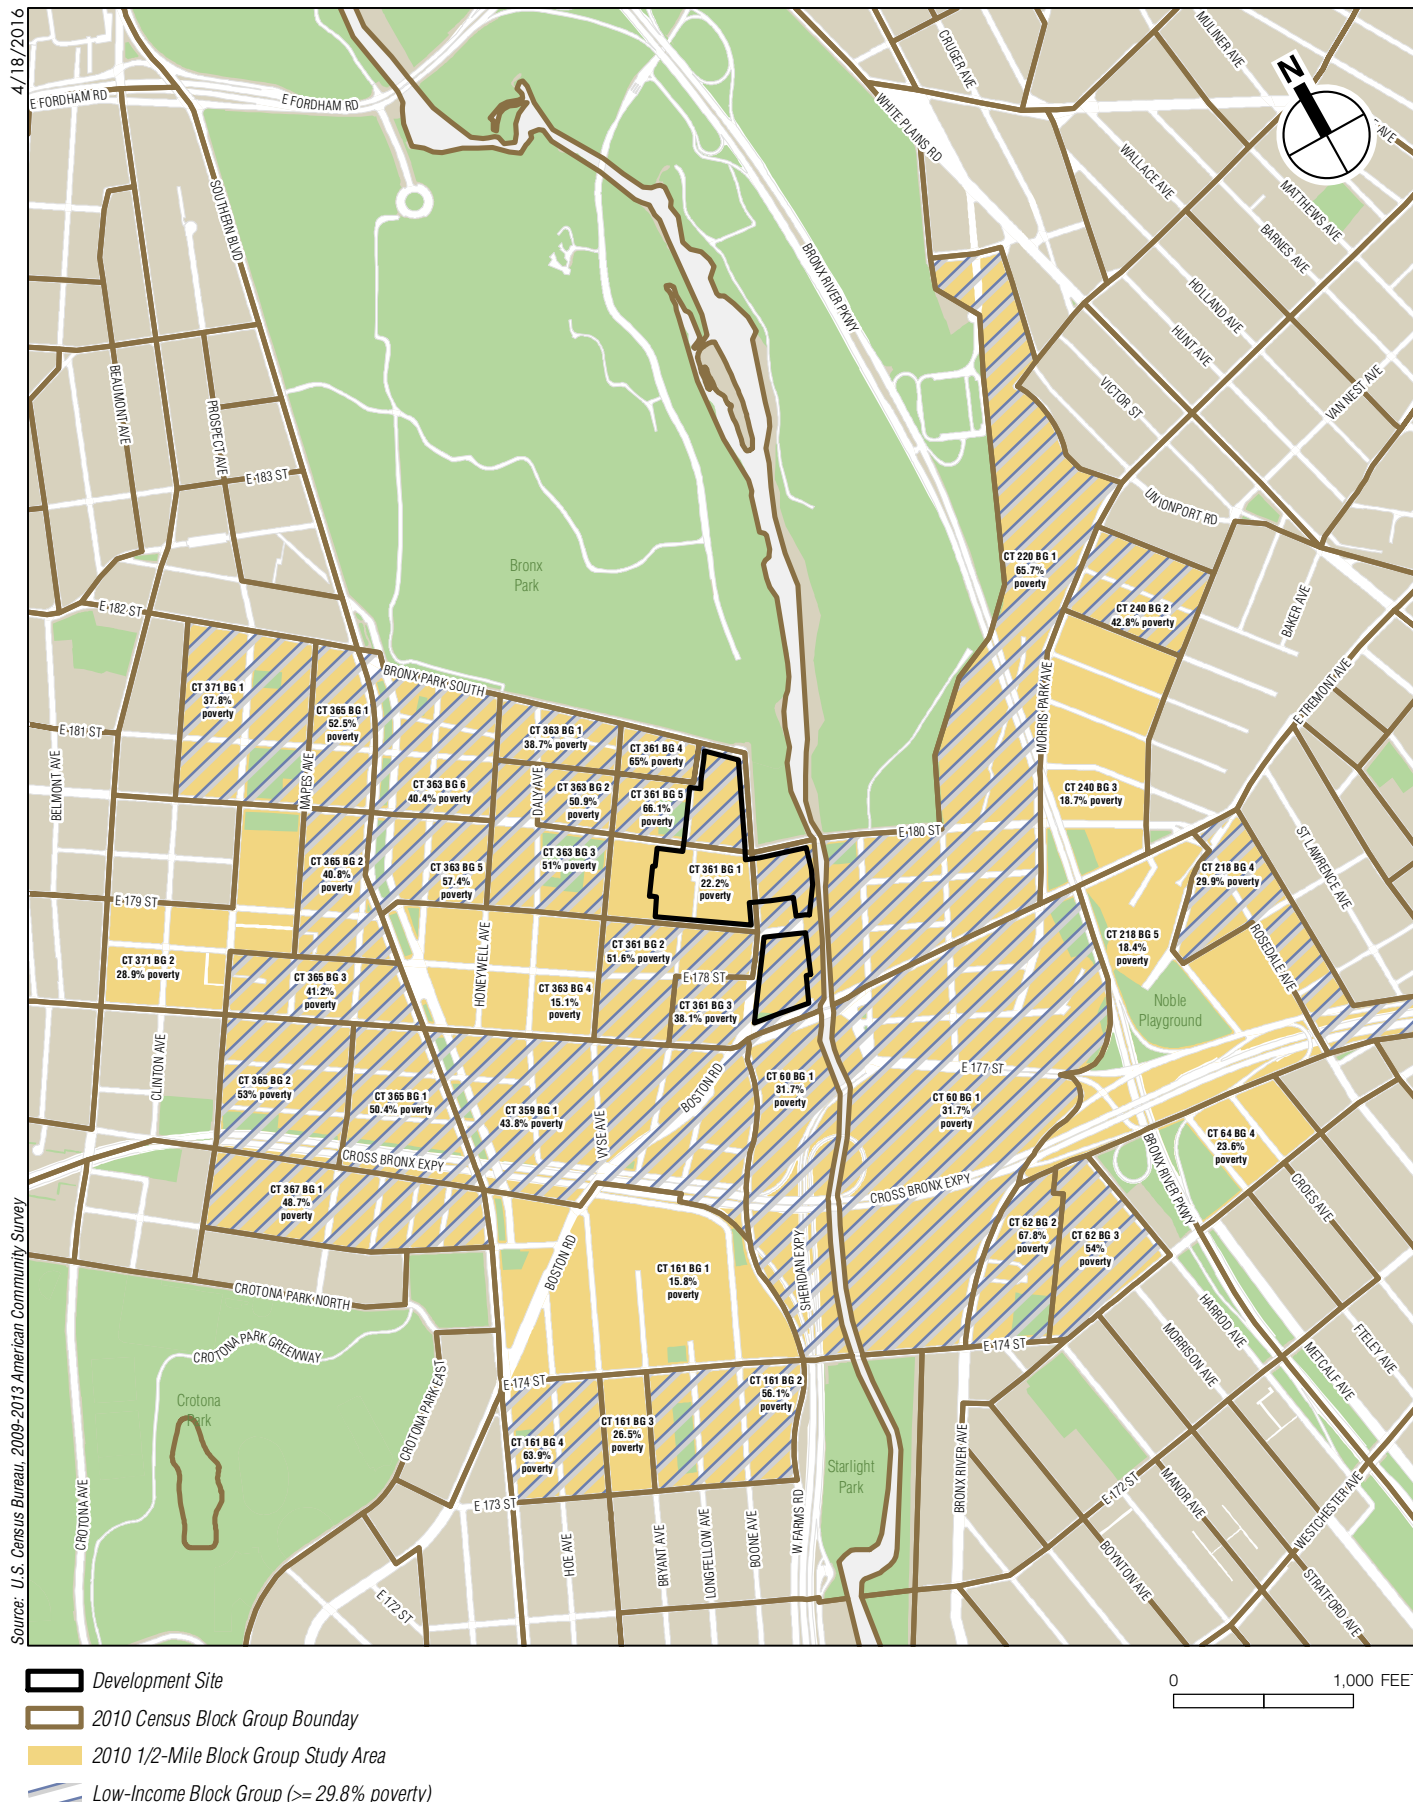 4/18/2016
Source: U.S. Census Bureau, 2009-2013 American Community Survey
N
E FORDHAM RD
E FORDHAM RD
SOUTHERN BLVD
CRUGER AVE
MULINER AVE
WHITE PLAINS RD
AVE
WALLACE AVE
MATTHEWS AVE
BARNES AVE
BRONX RIVER PKWY
HOLLAND AVE
HUNT AVE
VICTOR ST
VAN NEST AVE
BEAUMONT AVE
PROSPECT AVE
E 183 ST
UNIONPORT RD
Bronx
Park
CT 220 BG 1
65.7%
poverty
BAKER AVE
E 182 ST
CT 240 BG 2
42.8% poverty
BRONX PARK SOUTH
CT 371 BG 1
37.8%
poverty
CT 365 BG 1
52.5%
poverty
MORRIS PARK AVE
E TREMONT AVE
E 181 ST
CT 363 BG 1
38.7% poverty
CT 361 BG 4
65% poverty
BELMONT AVE
MAPES AVE
CT 363 BG 6
40.4% poverty
DALY AVE
CT 363 BG 2
50.9%
poverty
CT 361 BG 5
66.1%
poverty
CT 240 BG 3
18.7% poverty
E 180 ST
ST LAWRENCE AVE
CT 365 BG 2
40.8%
poverty
CT 363 BG 5
57.4%
poverty
CT 363 BG 3
51% poverty
CT 361 BG 1
22.2%
poverty
CT 218 BG 4
29.9% poverty
E 179 ST
CT 371 BG 2
28.9% poverty
CT 365 BG 3
41.2%
poverty
HONEYWELL AVE
CT 363 BG 4
15.1%
poverty
CT 361 BG 2
51.6% poverty
E 178 ST
CT 361 BG 3
38.1% poverty
CT 218 BG 5
18.4%
poverty
ROSEDALE AVE
Noble
Playground
CLINTON AVE
CT 365 BG 2
53% poverty
CT 365 BG 1
50.4% poverty
CT 359 BG 1
43.8% poverty
VYSE AVE
BOSTON RD
CT 60 BG 1
31.7%
poverty
E 177 ST
CT 60 BG 1
31.7%
poverty
CT 64 BG 4
23.6%
poverty
CROSS BRONX EXPY
CROSS BRONX EXPY
BRONX RIVER PKWY
CROES AVE
CT 367 BG 1
48.7%
poverty
CT 62 BG 2
67.8%
poverty
CT 62 BG 3
54%
poverty
BOSTON RD
CT 161 BG 1
15.8%
poverty
SHERIDAN EXPY
CROTONA PARK NORTH
CROTONA PARK GREENWAY
HARROD AVE
MORRISON AVE
FTELEY AVE
METCALF AVE
E 174 ST
E 174 ST
Crotona
Park
CROTONA PARK EAST
CT 161 BG 2
56.1%
poverty
CT 161 BG 3
26.5%
poverty
CT 161 BG 4
63.9%
poverty
Starlight
Park
BRONX RIVER AVE
E 172 ST
MANOR AVE
WESTCHESTER AVE
CROTONA AVE
E 173 ST
HOE AVE
BRYANT AVE
LONGFELLOW AVE
BOONE AVE
W FARMS RD
BOYNTON AVE
STRATFORD AVE
E 172 ST
Development Site
2010 Census Block Group Bounday
2010 1/2-Mile Block Group Study Area
Low-Income Block Group (>= 29.8% poverty)
0 1,000 FEET